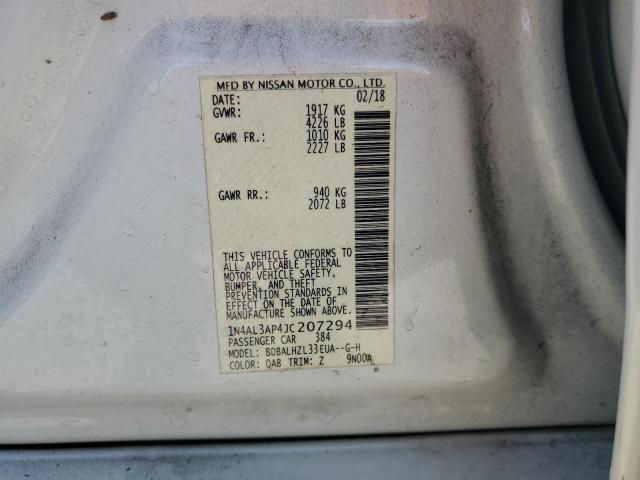 MFD BY NISSAN MOTOR CO., LTD.
DATE: 02/18
GVWR: 1917 KG
4226 LB
GAWR FR.: 1010 KG
2227 LB
GAWR RR.: 940 KG
2072 LB
THIS VEHICLE CONFORMS TO
ALL APPLICABLE FEDERAL
MOTOR VEHICLE SAFETY,
BUMPER, AND THEFT
PREVENTION STANDARDS IN
EFFECT ON THE DATE OF
MANUFACTURE SHOWN ABOVE.
1N4AL3AP4JC207294
PASSENGER CAR 384
MODEL: BDBALHZL33EUA--G-H
COLOR: QAB TRIM: Z 9N00A